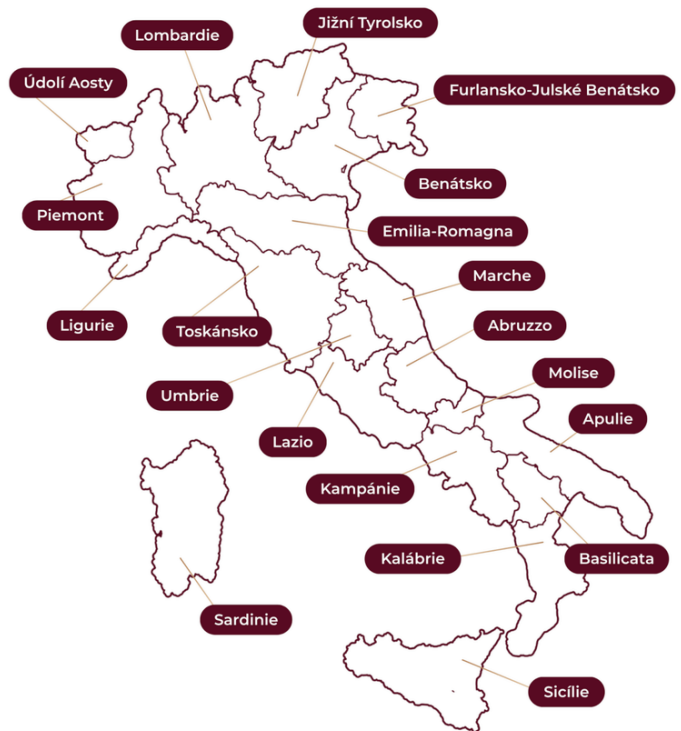 Jižní Tyrolsko
Lombardie
Údolí Aosty
Furlansko-Julské Benátsko
Benátsko
Piemont
Emilia-Romagna
Marche
Ligurie
Toskánsko
Abruzzo
Molise
Umbrie
Apulie
Lazio
Kampánie
Kalábrie
Basilicata
Sardinie
Sicílie